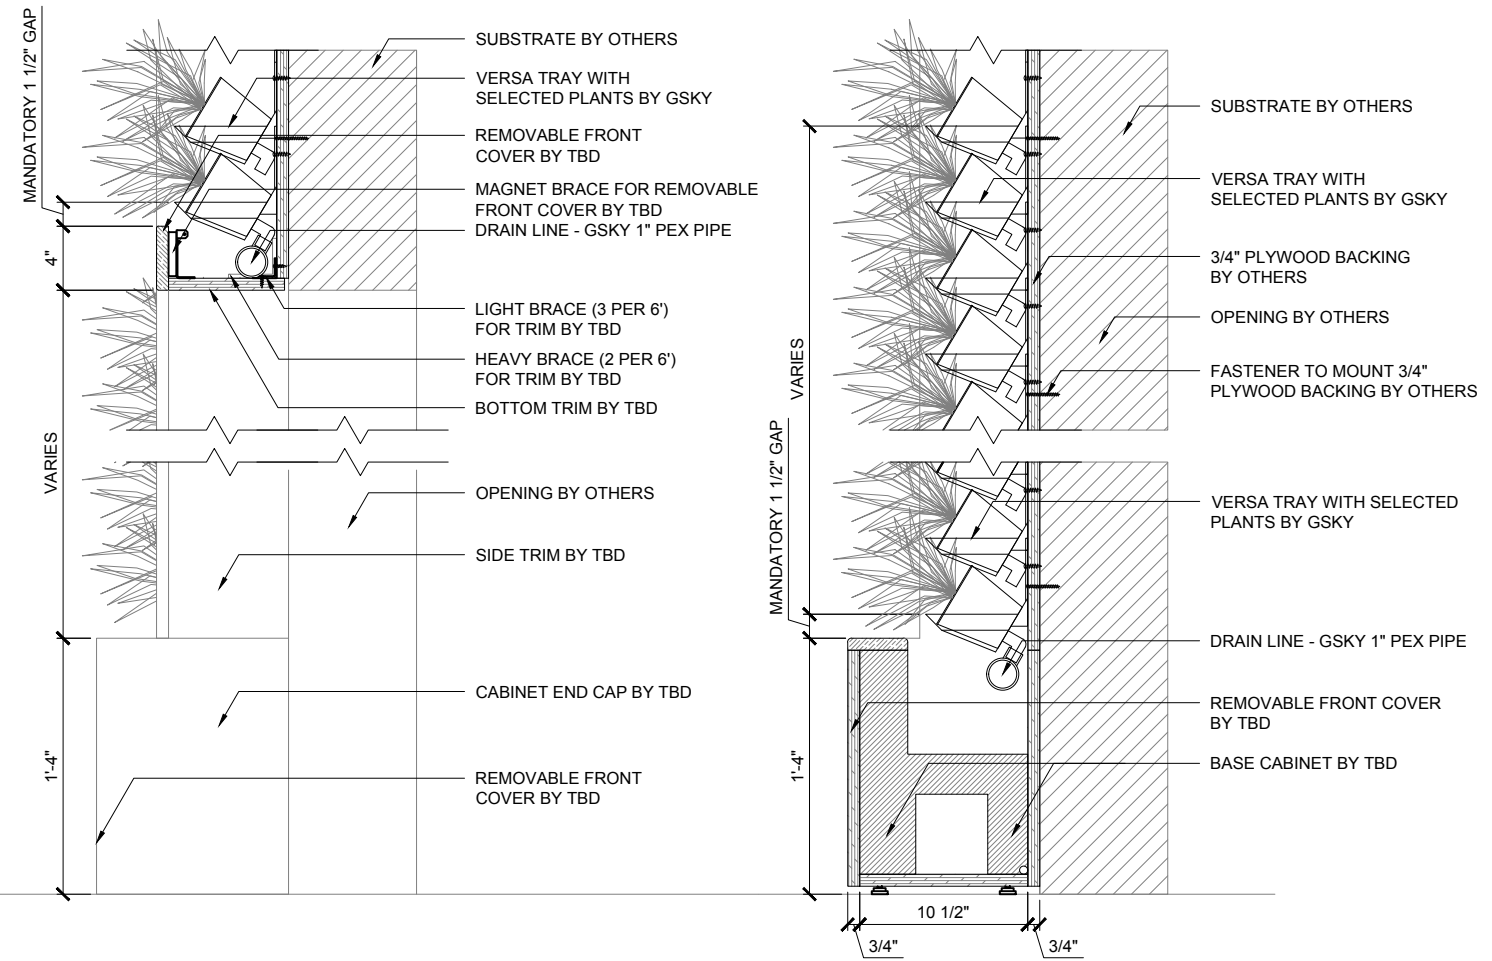 MANDATORY 1 1/2" GAP
4"
VARIES
1'-4"
SUBSTRATE BY OTHERS
VERSA TRAY WITH
SELECTED PLANTS BY GSKY
REMOVABLE FRONT
COVER BY TBD
MAGNET BRACE FOR REMOVABLE
FRONT COVER BY TBD
DRAIN LINE - GSKY 1" PEX PIPE
LIGHT BRACE (3 PER 6')
FOR TRIM BY TBD
HEAVY BRACE (2 PER 6')
FOR TRIM BY TBD
BOTTOM TRIM BY TBD
OPENING BY OTHERS
SIDE TRIM BY TBD
CABINET END CAP BY TBD
REMOVABLE FRONT
COVER BY TBD
VARIES
MANDATORY 1 1/2" GAP
1'-4"
SUBSTRATE BY OTHERS
VERSA TRAY WITH
SELECTED PLANTS BY GSKY
3/4" PLYWOOD BACKING
BY OTHERS
OPENING BY OTHERS
FASTENER TO MOUNT 3/4"
PLYWOOD BACKING BY OTHERS
VERSA TRAY WITH SELECTED
PLANTS BY GSKY
DRAIN LINE - GSKY 1" PEX PIPE
REMOVABLE FRONT COVER
BY TBD
BASE CABINET BY TBD
10 1/2"
3/4"
3/4"